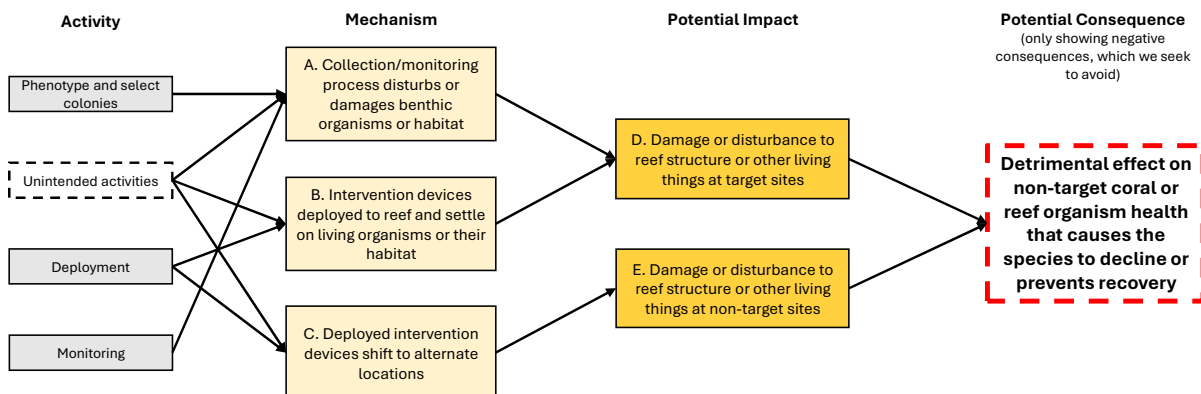 Activity
Mechanism
Potential Impact
Potential Consequence
(only showing negative
consequences, which we seek
to avoid)
Phenotype and select
colonies
Unintended activities
Deployment
Monitoring
A. Collection/monitoring
process disturbs or
damages benthic
organisms or habitat
B. Intervention devices
deployed to reef and settle
on living organisms or their
habitat
C. Deployed intervention
devices shift to alternate
locations
D. Damage or disturbance to
reef structure or other living
things at target sites
E. Damage or disturbance to
reef structure or other living
things at non-target sites
Detrimental effect on
non-target coral or
reef organism health
that causes the
species to decline or
prevents recovery